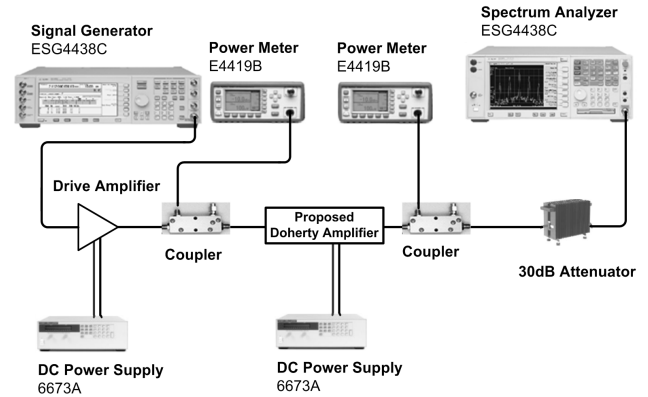 Signal Generator
ESG4438C
Power Meter
E4419B
Power Meter
E4419B
Spectrum Analyzer
ESG4438C
Drive Amplifier
Coupler
Proposed
Doherty Amplifier
Coupler
30dB Attenuator
DC Power Supply
6673A
DC Power Supply
6673A